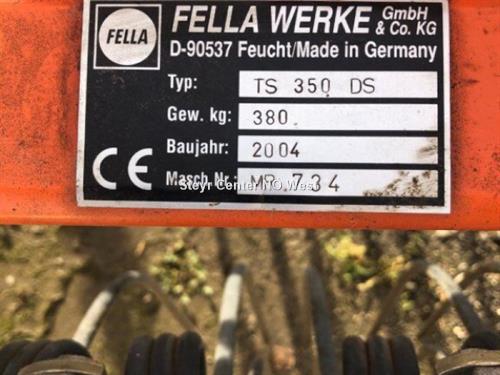 FELLA
FELLA WERKE GmbH & Co. KG
D-90537 Feucht/Made in Germany
Typ: TS 350 DS
Gew. kg: 380
Baujahr: 2004
CE
Masch.Nr.: 734
Steyr Center NÖ West